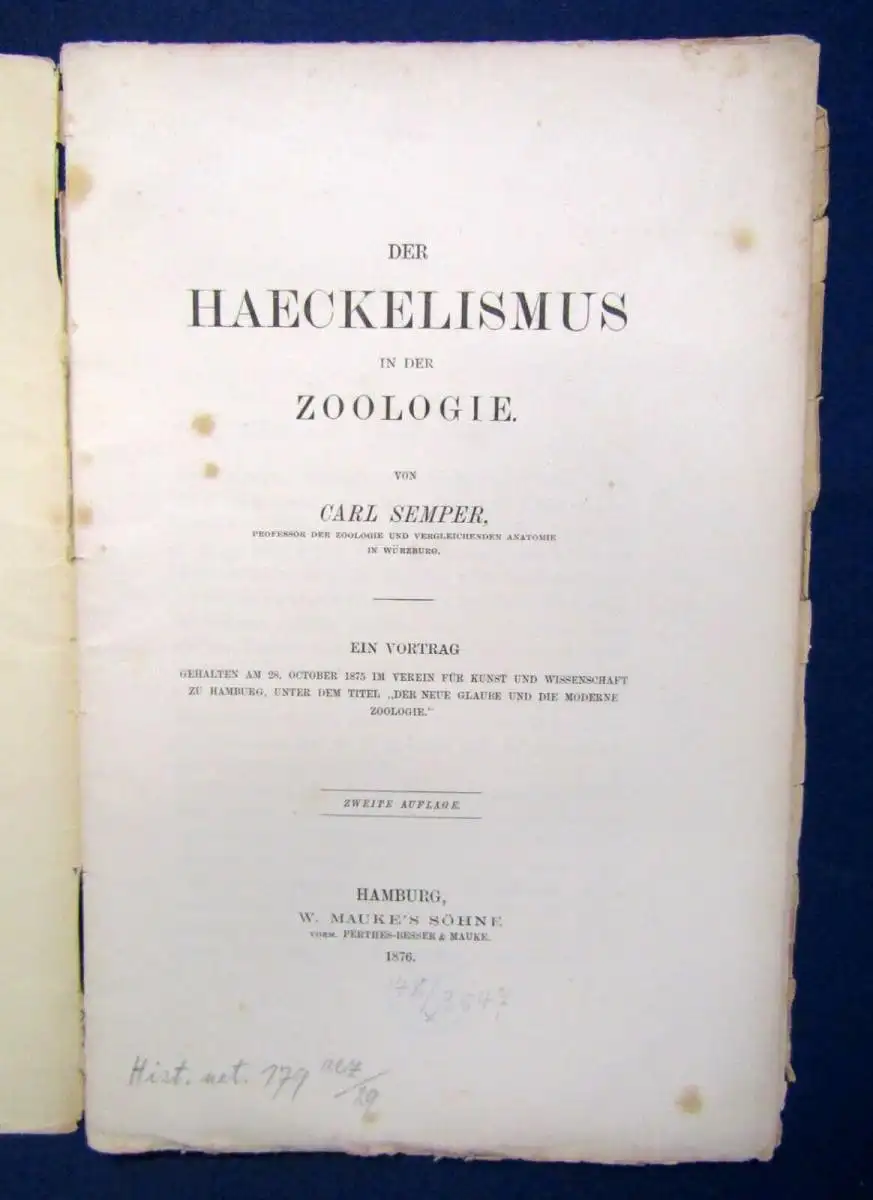 DER
HAECKELISMUS
IN DER
ZOOLOGIE.
VON
CARL SEMPER,
PROFESSOR DER ZOOLOGIE UND VERGLEICHENDEN ANATOMIE
IN WÜRZBURG.
EIN VORTRAG
GEHALTEN AM 28. OCTOBER 1875 IM VEREIN FÜR KUNST UND WISSENSCHAFT
ZU HAMBURG, UNTER DEM TITEL „DER NEUE GLAUBE UND DIE MODERNE
ZOOLOGIE.“
ZWEITE AUFLAGE.
HAMBURG,
W. MAUKE'S SÖHNE
VORM. PERTHES-BESSER & MAUKE.
1876.
Hist. nat. 179